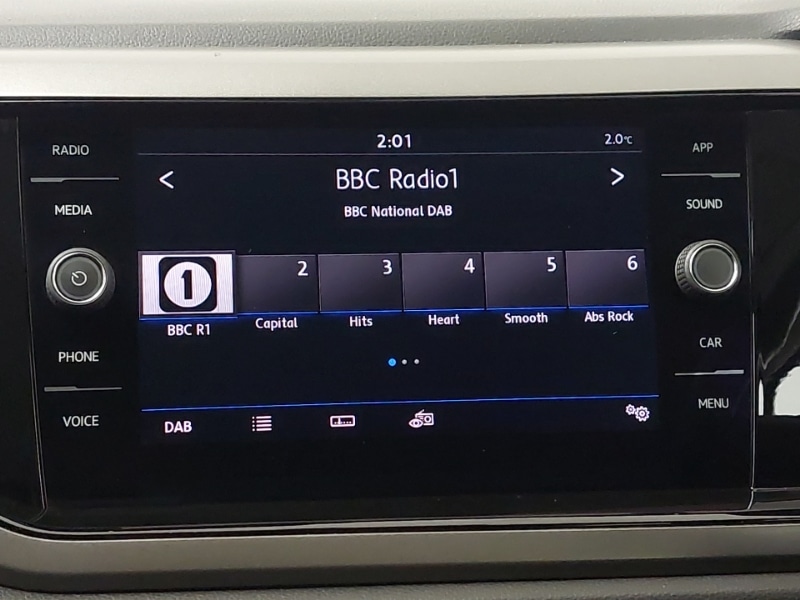 2:01 2.0°C
RADIO
APP
< BBC Radio1 >
MEDIA
SOUND
BBC National DAB
1 2 3 4 5 6
BBC R1 Capital Hits Heart Smooth Abs Rock
PHONE
CAR
VOICE
MENU
DAB